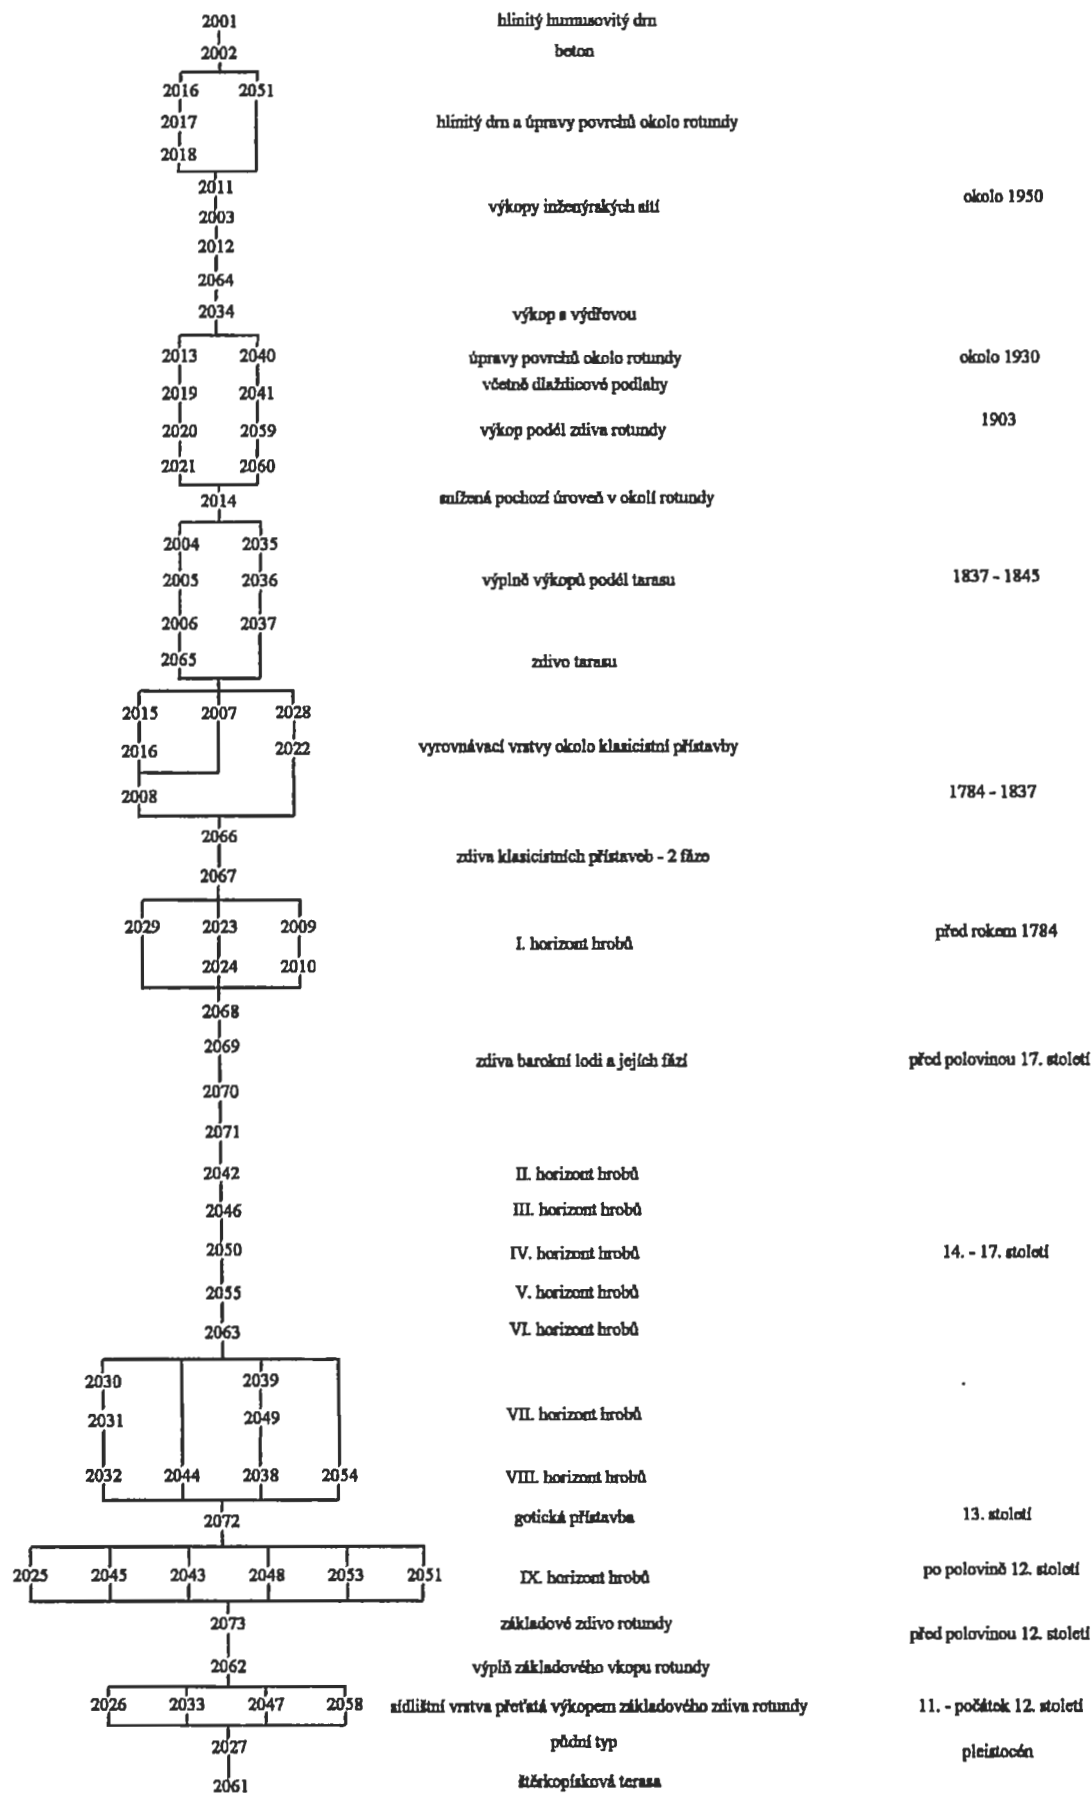 2001 hlinitý humusovitý drn
2002 beton
2016 2051
2017 hlinitý drn a úpravy povrchů okolo rotundy
2018
2011
výkopy inženýrských sítí okolo 1950
2003
2012
2064
2034 výkop s výdřevou
2013 2040 úpravy povrchů okolo rotundy okolo 1930
2019 2041 včetně dlaždicové podlahy
2020 2059 výkop podél zdiva rotundy 1903
2021 2060
2014 snížená pochozí úroveň v okolí rotundy
2004 2035
2005 2036 výplně výkopů podél tarasu 1837 - 1845
2006 2037
2065 zdivo tarasu
2015 2007 2028
2016 2022 vyrovnávací vrstvy okolo klasicistní přístavby
2008 1784 - 1837
2066
zdiva klasicistních přístaveb - 2 fáze
2067
2029 2023 2009
I. horizont hrobů před rokem 1784
2024 2010
2068
2069 zdiva barokní lodi a jejích fází před polovinou 17. století
2070
2071
2042 II. horizont hrobů
2046 III. horizont hrobů
2050 IV. horizont hrobů 14. - 17. století
2055 V. horizont hrobů
2063 VI. horizont hrobů
2030 2039
2031 2049 VII. horizont hrobů
2032 2044 2038 2054 VIII. horizont hrobů
2072 gotická přístavba 13. století
2025 2045 2043 2048 2053 2051 IX. horizont hrobů po polovině 12. století
2073 základové zdivo rotundy před polovinou 12. století
2062 výplň základového vkopu rotundy
2026 2033 2047 2058 sídlištní vrstva přeťatá výkopem základového zdiva rotundy 11. - počátek 12. století
2027 půdní typ pleistocén
2061 štěrkopísková terasa